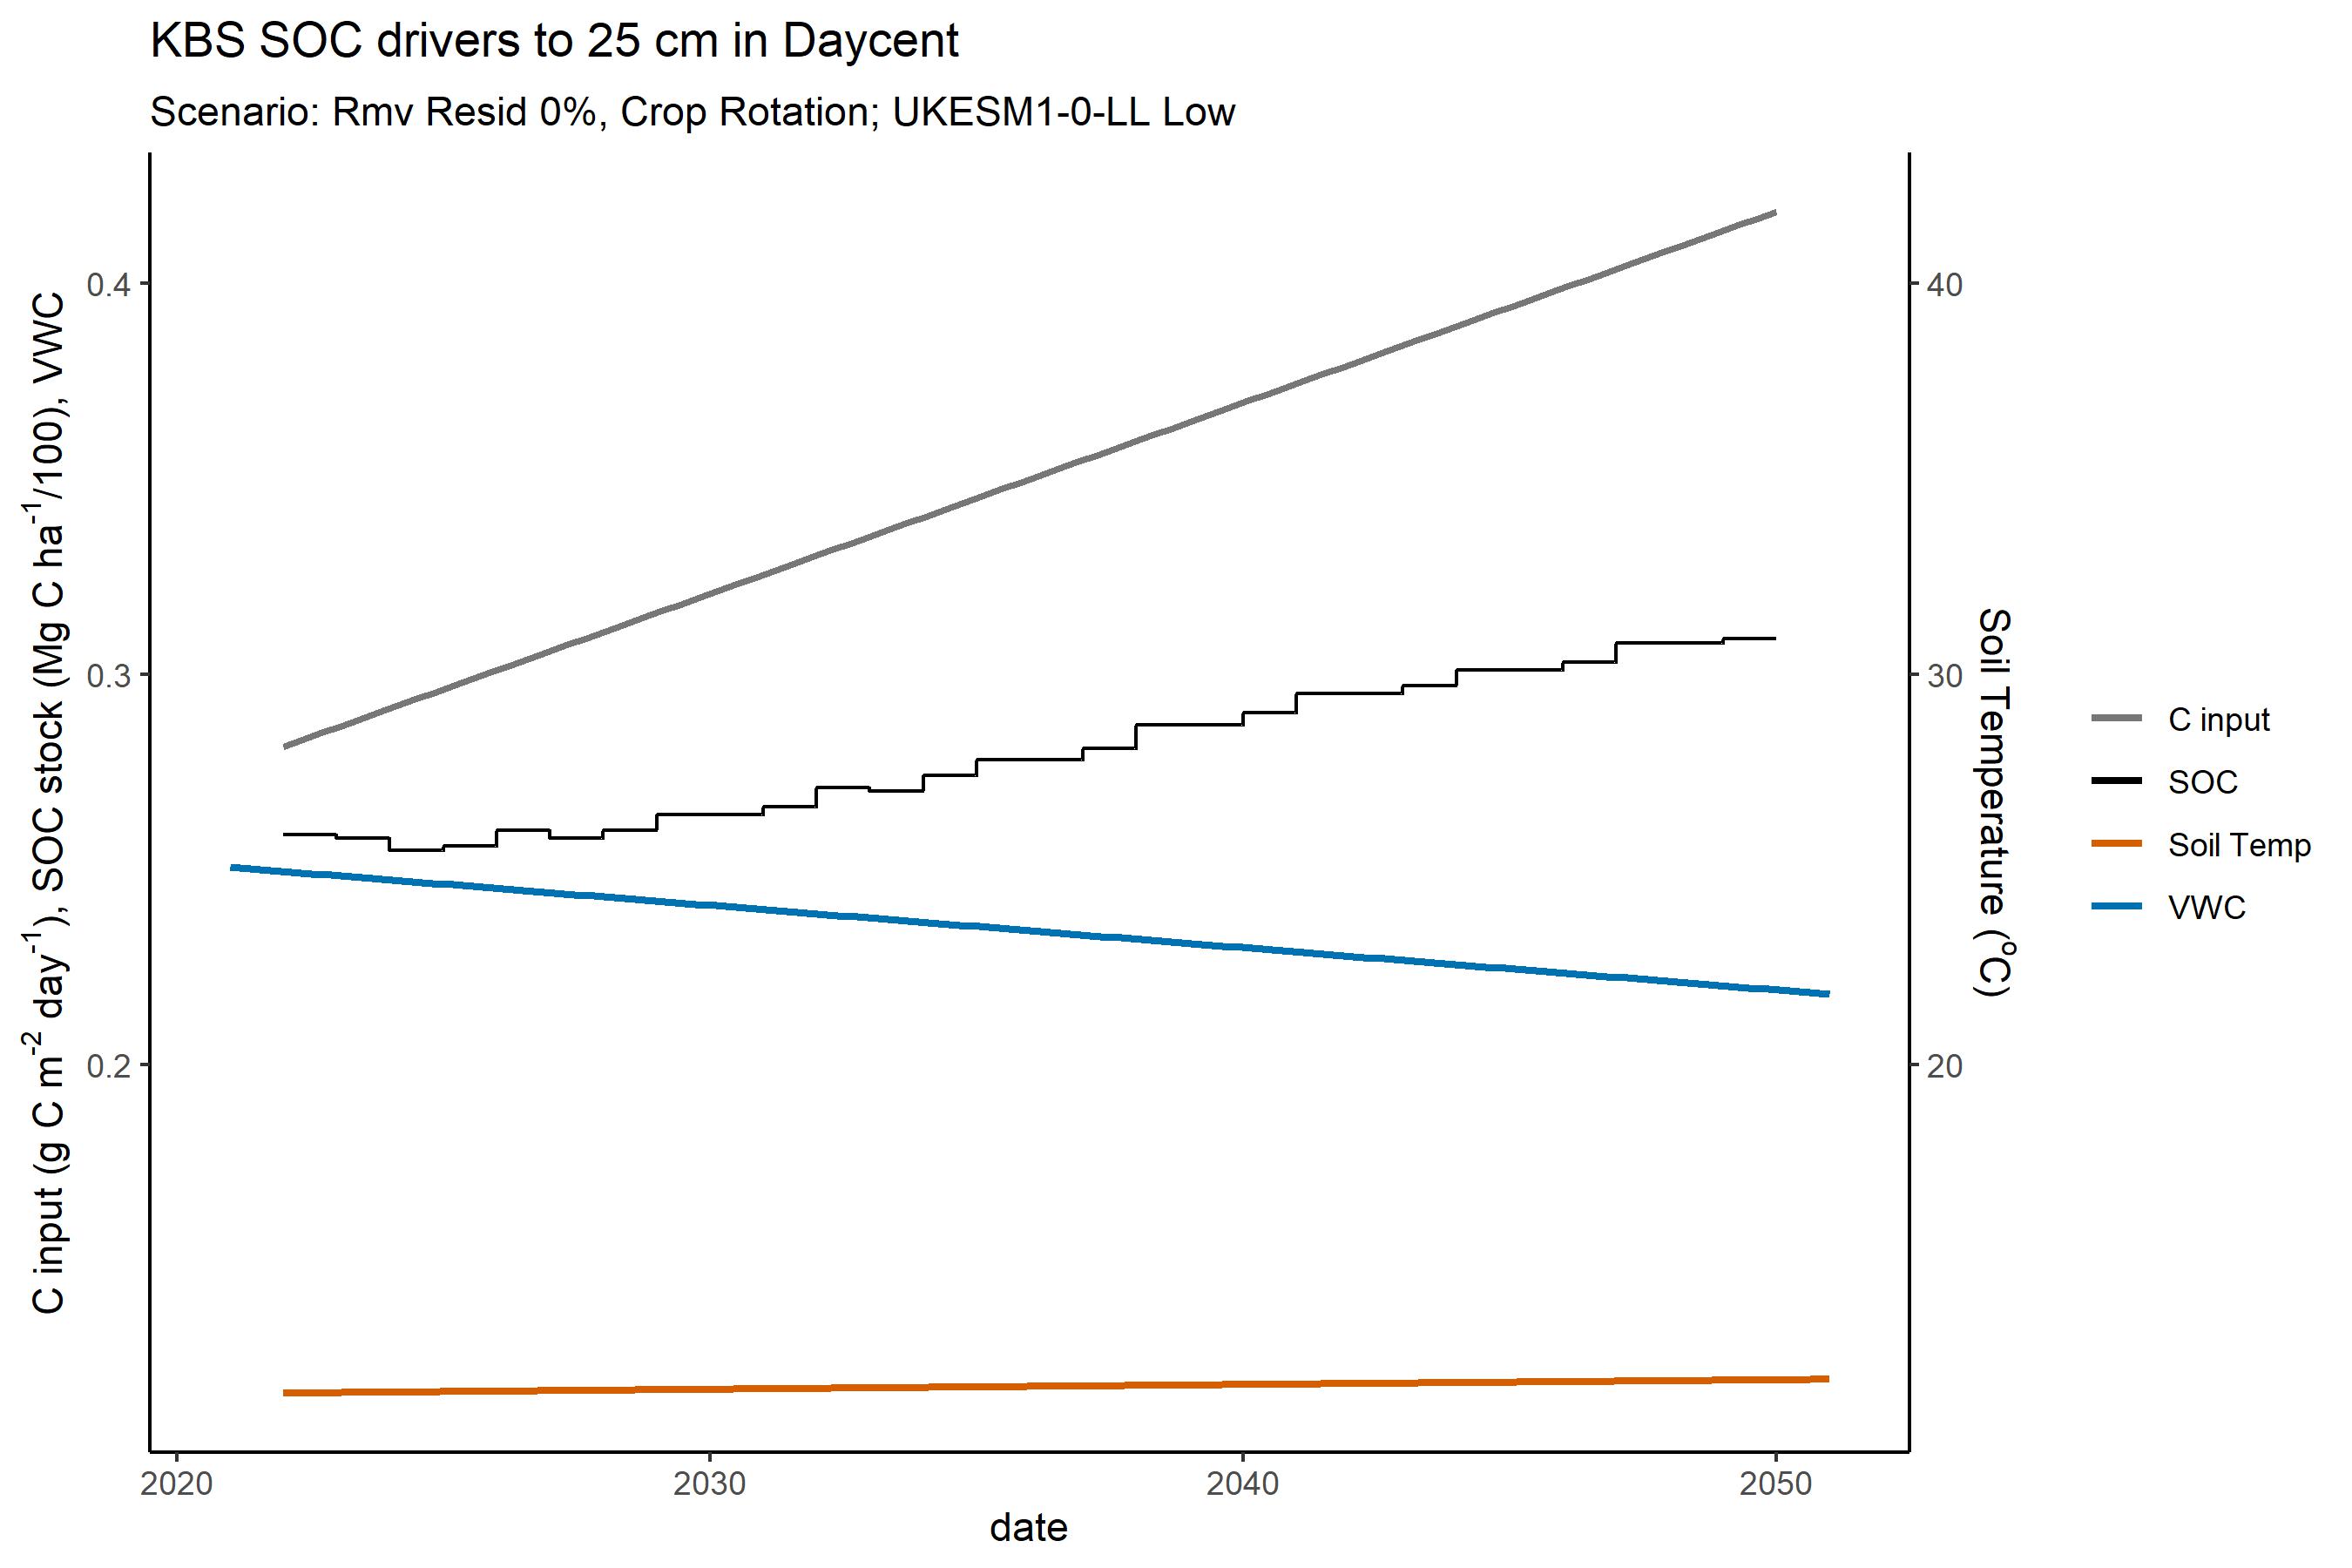 KBS SOC drivers to 25 cm in Daycent
Scenario: Rmv Resid 0%, Crop Rotation; UKESM1-0-LL Low
C input (g C m⁻² day⁻¹), SOC stock (Mg C ha⁻¹/100), VWC
0.4
0.3
0.2
40
30
20
Soil Temperature (°C)
C input
SOC
Soil Temp
VWC
2020
2030
2040
2050
date